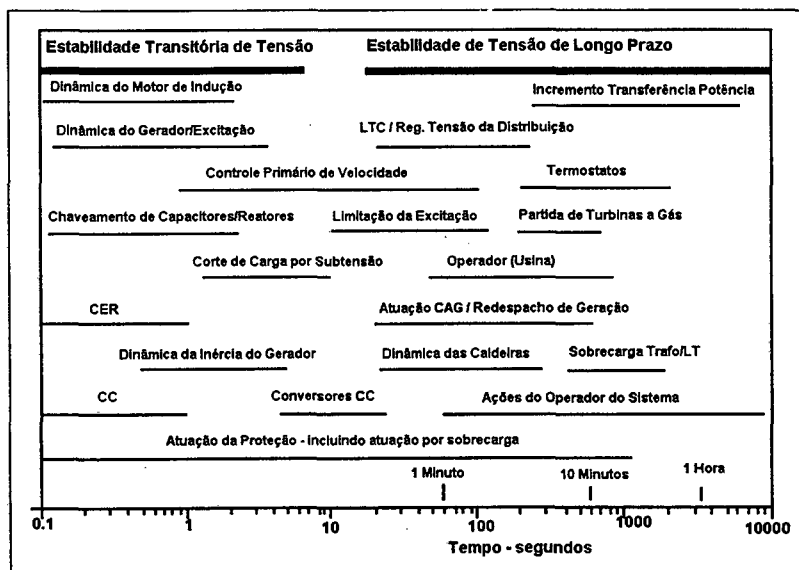 Estabilidade Transitória de Tensão Estabilidade de Tensão de Longo Prazo
Dinâmica do Motor de Indução Incremento Transferência Potência
Dinâmica do Gerador/Excitação LTC / Reg. Tensão da Distribuição
Controle Primário de Velocidade Termostatos
Chaveamento de Capacitores/Reatores Limitação da Excitação Partida de Turbinas a Gás
Corte de Carga por Subtensão Operador (Usina)
CER Atuação CAG / Redespacho de Geração
Dinâmica da Inércia do Gerador Dinâmica das Caldeiras Sobrecarga Trafo/LT
CC Conversores CC Ações do Operador do Sistema
Atuação da Proteção - Incluindo atuação por sobrecarga
1 Minuto 10 Minutos 1 Hora
0.1 1 10 100 1000 10000
Tempo - segundos